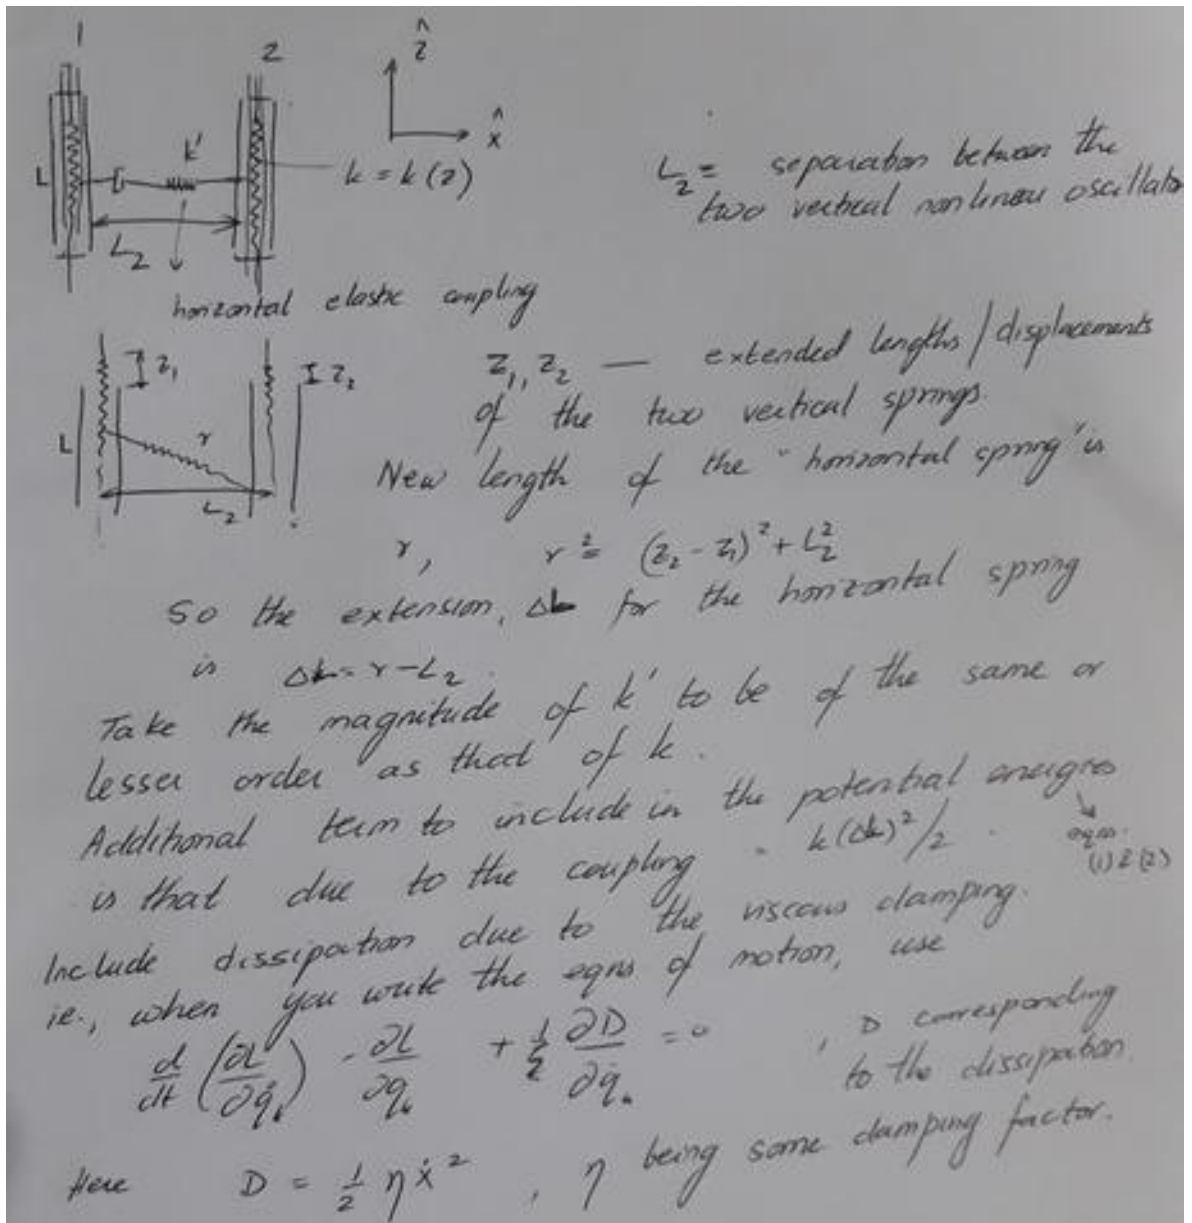 1
2
ẑ
x̂
L
k'
k = k(z)
L₂
L₂ = separation between the
two vertical nonlinear oscillato
horizontal elastic coupling
z₁
z₂
L
r
L₂
z₁, z₂ — extended lengths / displacements
of the two vertical springs.
New length of the "horizontal spring" is
r, r² = (z₂ - z₁)² + L₂²
So the extension, ΔL for the horizontal spring
is ΔL = r - L₂.
Take the magnitude of k' to be of the same or
lesser order as that of k.
Additional term to include in the potential energies
eqns. (1) & (2)
is that due to the coupling = k(ΔL)²/2.
Include dissipation due to the viscous damping.
ie., when you write the eqns of motion, use
d/dt (∂L/∂q̇) - ∂L/∂q + 1/2 ∂D/∂q̇ = 0 , D corresponding
to the dissipation.
Here D = 1/2 η ẋ² , η being some damping factor.